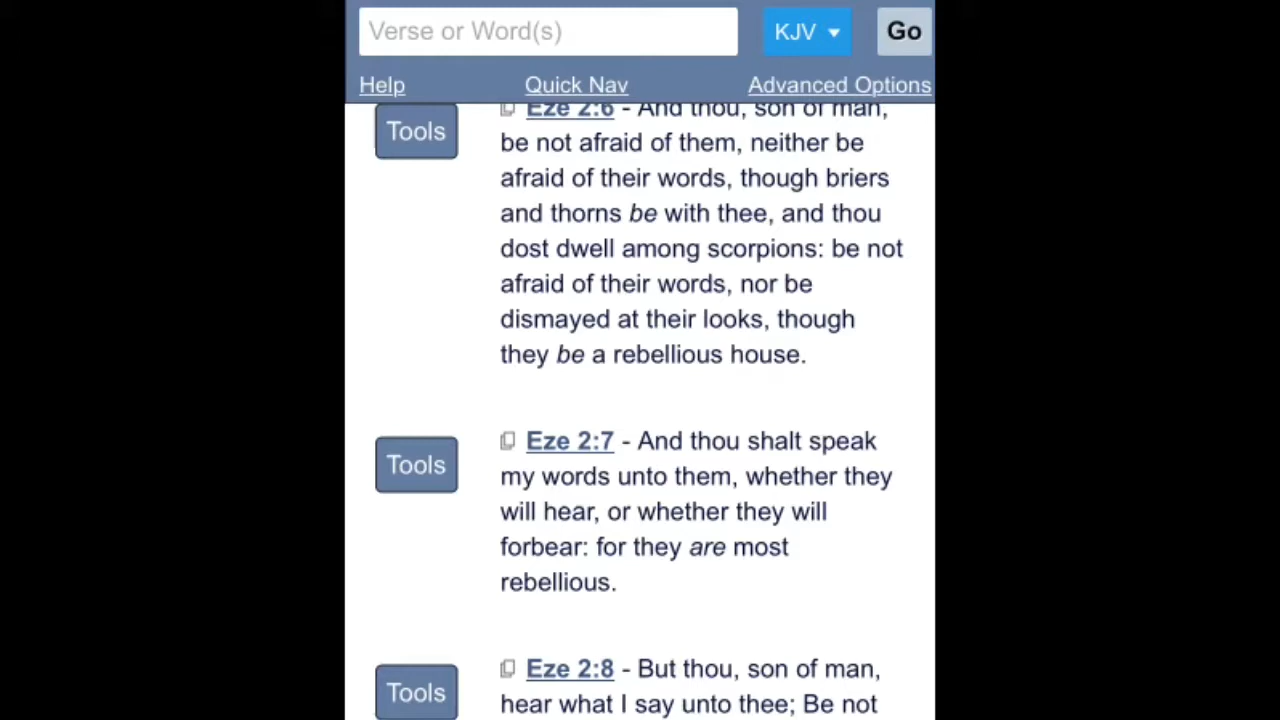 Verse or Word(s)
KJV
Go
Help
Quick Nav
Advanced Options
Tools
Eze 2:6 - And thou, son of man,
be not afraid of them, neither be
afraid of their words, though briers
and thorns be with thee, and thou
dost dwell among scorpions: be not
afraid of their words, nor be
dismayed at their looks, though
they be a rebellious house.
Tools
Eze 2:7 - And thou shalt speak
my words unto them, whether they
will hear, or whether they will
forbear: for they are most
rebellious.
Tools
Eze 2:8 - But thou, son of man,
hear what I say unto thee; Be not